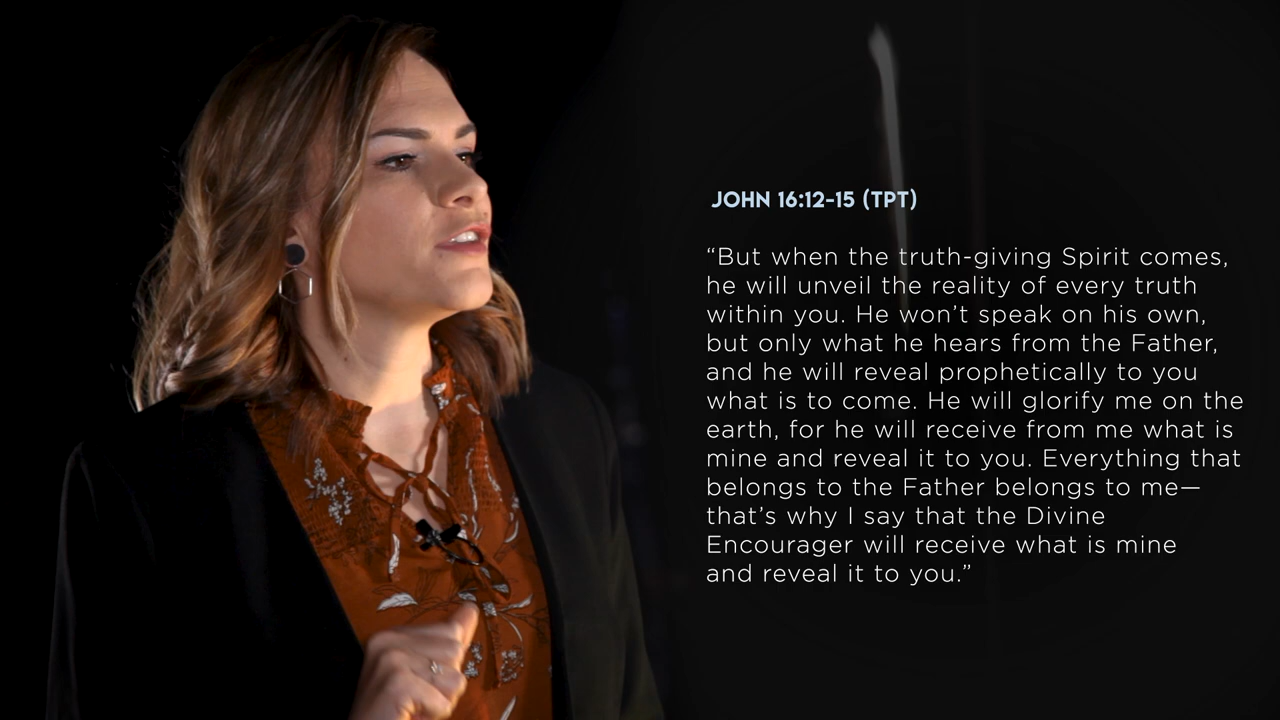 JOHN 16:12-15 (TPT)
“But when the truth-giving Spirit comes,
he will unveil the reality of every truth
within you. He won’t speak on his own,
but only what he hears from the Father,
and he will reveal prophetically to you
what is to come. He will glorify me on the
earth, for he will receive from me what is
mine and reveal it to you. Everything that
belongs to the Father belongs to me—
that’s why I say that the Divine
Encourager will receive what is mine
and reveal it to you.”